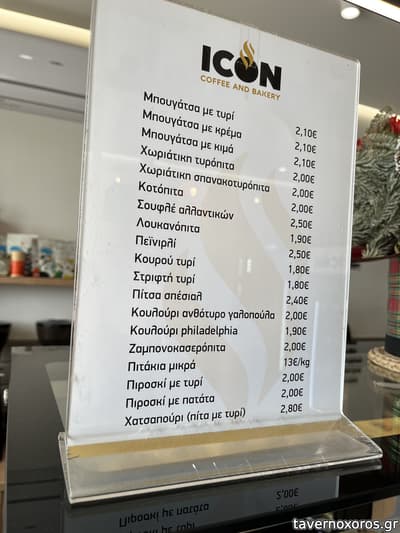 ICON
COFFEE AND BAKERY
Μπουγάτσα με τυρί 2,10€
Μπουγάτσα με κρέμα 2,10€
Μπουγάτσα με κιμά 2,10€
Χωριάτικη τυρόπιτα 2,00€
Χωριάτικη σπανακοτυρόπιτα 2,00€
Κοτόπιτα 2,00€
Σουφλέ αλλαντικών 2,50€
Λουκανόπιτα 1,90€
Πεϊνιρλί 2,50€
Κουρού τυρί 1,80€
Στριφτή τυρί 1,80€
Πίτσα σπέσιαλ 2,40€
Κουλούρι ανθότυρο γαλοπούλα 2,00€
Κουλούρι philadelphia 1,90€
Ζαμπονοκασερόπιτα 2,00€
Πιτάκια μικρά 13€/kg
Πιροσκί με τυρί 2,00€
Πιροσκί με πατάτα 2,00€
Χατσαπούρι (πίτα με τυρί) 2,80€
tavernoxoros.gr